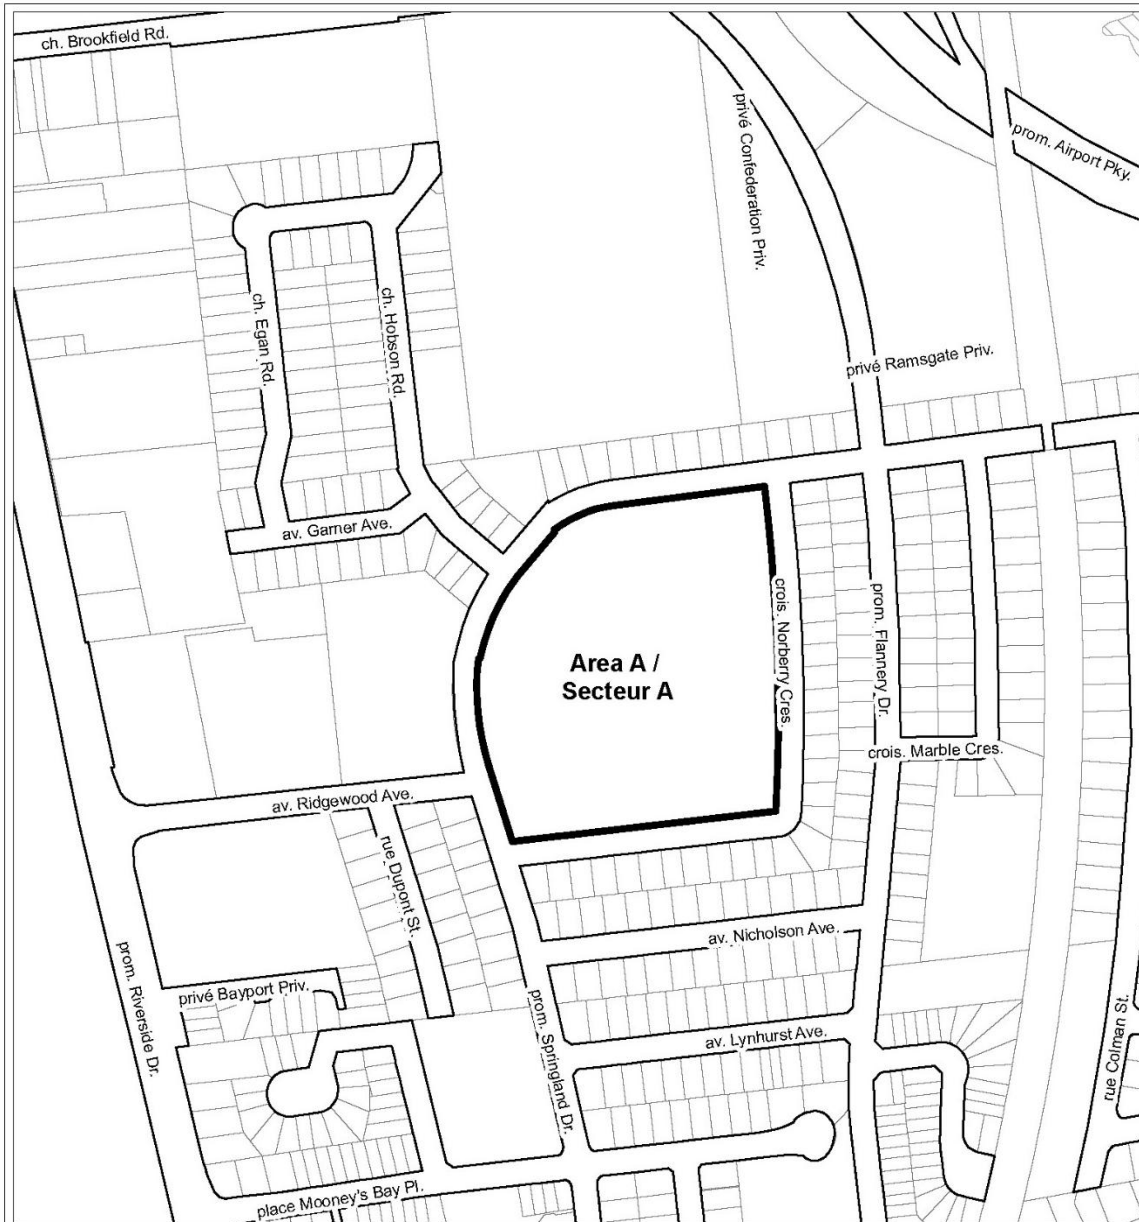 ch. Brookfield Rd.
privé Confederation Priv.
prom. Airport Pky.
ch. Egan Rd.
ch. Hobson Rd.
privé Ramsgate Priv.
av. Garner Ave.
Area A /
Secteur A
crois. Norberry Cres.
prom. Flannery Dr.
crois. Marble Cres.
av. Ridgewood Ave.
rue Dupont St.
av. Nicholson Ave.
prom. Riverside Dr.
privé Bayport Priv.
prom. Springland Dr.
av. Lynhurst Ave.
rue Colman St.
place Mooney's Bay Pl.